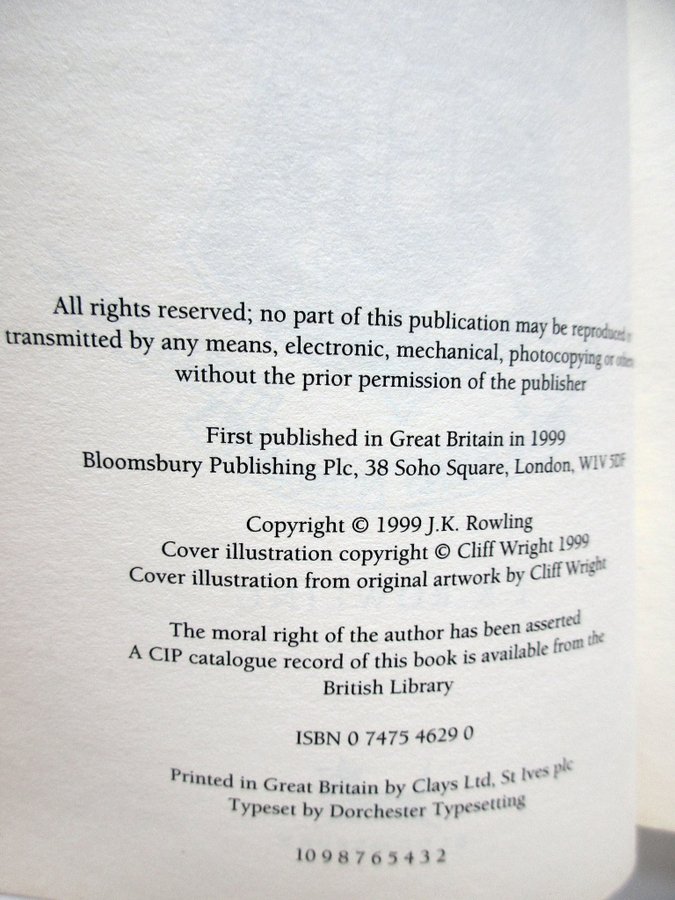 All rights reserved; no part of this publication may be reproduced
transmitted by any means, electronic, mechanical, photocopying or
without the prior permission of the publisher
First published in Great Britain in 1999
Bloomsbury Publishing Plc, 38 Soho Square, London, W1V 5DF
Copyright © 1999 J.K. Rowling
Cover illustration copyright © Cliff Wright 1999
Cover illustration from original artwork by Cliff Wright
The moral right of the author has been asserted
A CIP catalogue record of this book is available from the
British Library
ISBN 0 7475 4629 0
Printed in Great Britain by Clays Ltd, St Ives plc
Typeset by Dorchester Typesetting
10 9 8 7 6 5 4 3 2